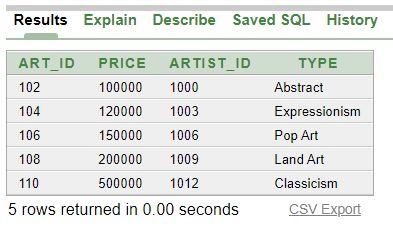 Results Explain Describe Saved SQL History
ART_ID PRICE ARTIST_ID TYPE
102 100000 1000 Abstract
104 120000 1003 Expressionism
106 150000 1006 Pop Art
108 200000 1009 Land Art
110 500000 1012 Classicism
5 rows returned in 0.00 seconds CSV Export